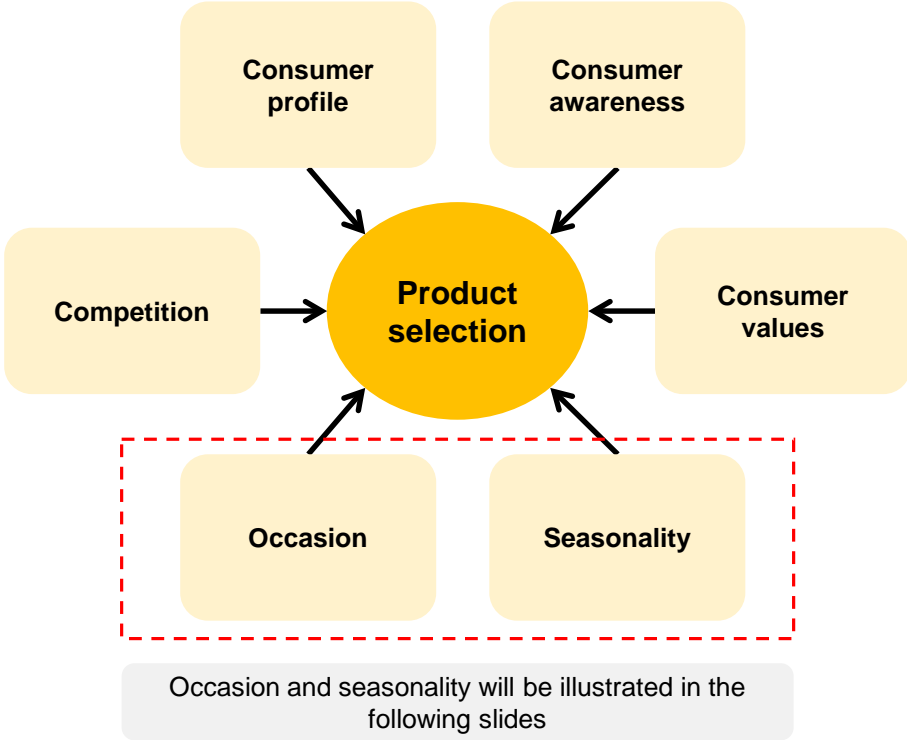 Consumer
profile
Consumer
awareness
Competition
Product
selection
Consumer
values
Occasion
Seasonality
Occasion and seasonality will be illustrated in the
following slides